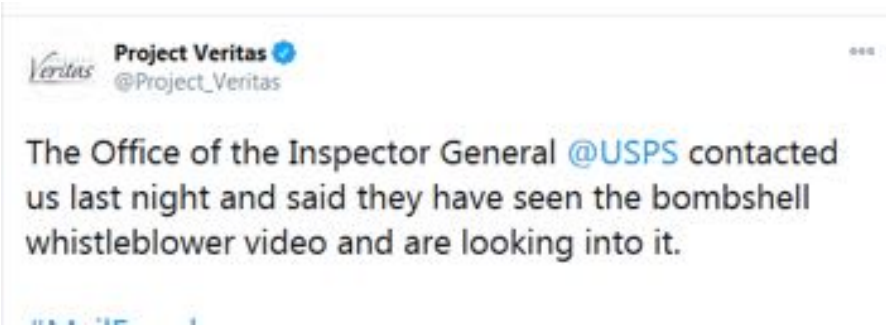 Veritas
Project Veritas
@Project_Veritas
The Office of the Inspector General @USPS contacted
us last night and said they have seen the bombshell
whistleblower video and are looking into it.